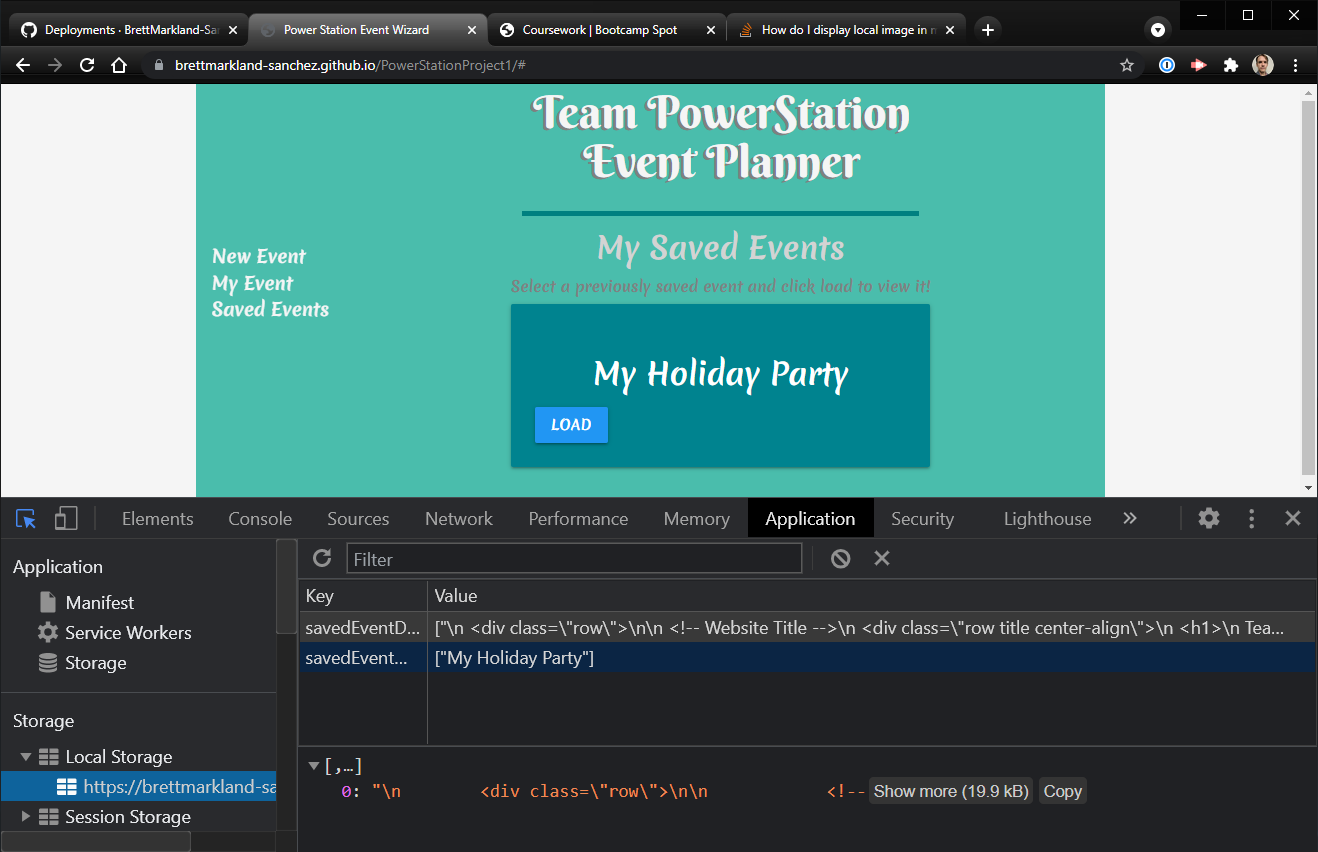 Deployments · BrettMarkland-Sar
Power Station Event Wizard
Coursework | Bootcamp Spot
How do I display local image in m
brettmarkland-sanchez.github.io/PowerStationProject1/#
Team PowerStation
Event Planner
New Event
My Event
Saved Events
My Saved Events
Select a previously saved event and click load to view it!
My Holiday Party
LOAD
Elements Console Sources Network Performance Memory Application Security Lighthouse »
Application
Manifest
Service Workers
Storage
Storage
Local Storage
https://brettmarkland-sa
Session Storage
Filter
Key Value
savedEventD... ["\n <div class=\"row\">\n\n <!-- Website Title -->\n <div class=\"row title center-align\">\n <h1>\n Tea...
savedEvent... ["My Holiday Party"]
[,…]
0: "\n <div class=\"row\">\n\n <!-- Show more (19.9 kB) Copy